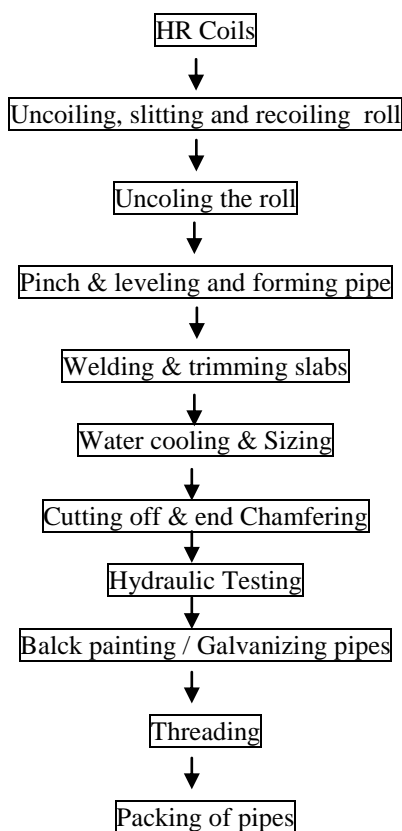 HR Coils
Uncoiling, slitting and recoiling roll
Uncoling the roll
Pinch & leveling and forming pipe
Welding & trimming slabs
Water cooling & Sizing
Cutting off & end Chamfering
Hydraulic Testing
Balck painting / Galvanizing pipes
Threading
Packing of pipes